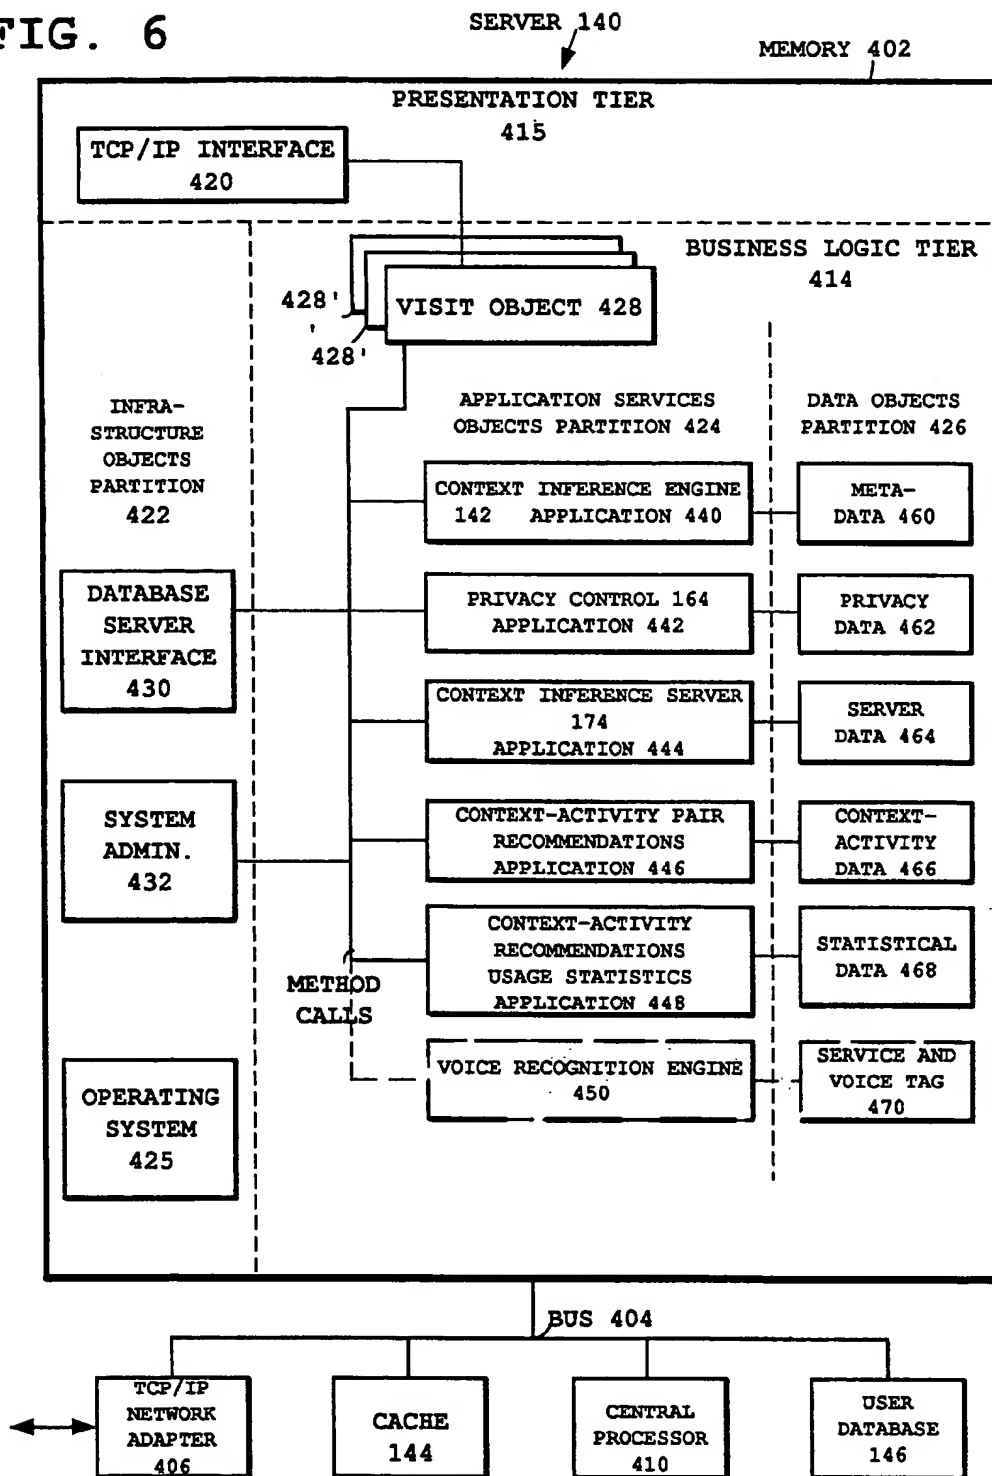 FIG. 6
SERVER 140
MEMORY 402
PRESENTATION TIER
415
TCP/IP INTERFACE
420
BUSINESS LOGIC TIER
414
VISIT OBJECT 428
428'
'
428'
INFRA-
STRUCTURE
OBJECTS
PARTITION
422
APPLICATION SERVICES
OBJECTS PARTITION 424
DATA OBJECTS
PARTITION 426
CONTEXT INFERENCE ENGINE
142 APPLICATION 440
META-
DATA 460
DATABASE
SERVER
INTERFACE
430
PRIVACY CONTROL 164
APPLICATION 442
PRIVACY
DATA 462
CONTEXT INFERENCE SERVER
174
APPLICATION 444
SERVER
DATA 464
SYSTEM
ADMIN.
432
CONTEXT-ACTIVITY PAIR
RECOMMENDATIONS
APPLICATION 446
CONTEXT-
ACTIVITY
DATA 466
CONTEXT-ACTIVITY
RECOMMENDATIONS
USAGE STATISTICS
APPLICATION 448
STATISTICAL
DATA 468
METHOD
CALLS
OPERATING
SYSTEM
425
VOICE RECOGNITION ENGINE
450
SERVICE AND
VOICE TAG
470
BUS 404
TCP/IP
NETWORK
ADAPTER
406
CACHE
144
CENTRAL
PROCESSOR
410
USER
DATABASE
146